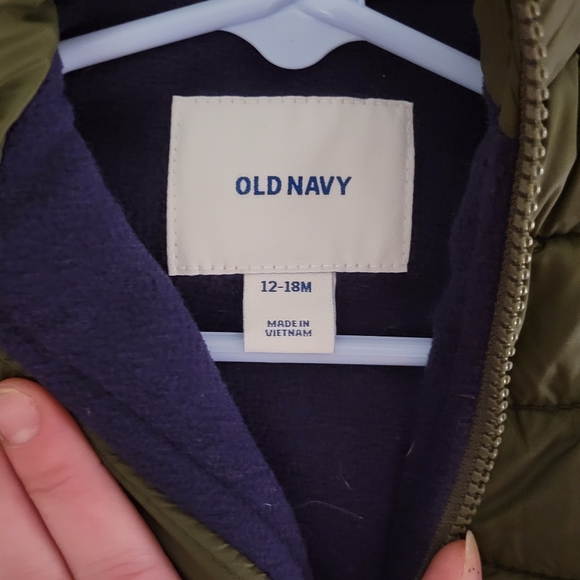 OLD NAVY
12-18M
MADE IN
VIETNAM